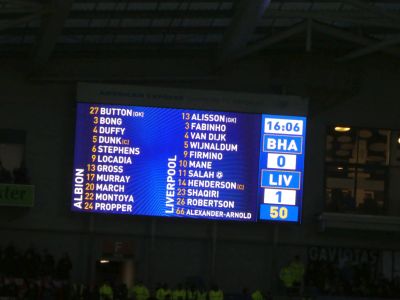 AMERICAN EXPRESS
ALBION
27 BUTTON [GK]
3 BONG
4 DUFFY
5 DUNK [C]
6 STEPHENS
9 LOCADIA
13 GROSS
17 MURRAY
20 MARCH
22 MONTOYA
24 PROPPER
LIVERPOOL
13 ALISSON [GK]
3 FABINHO
4 VAN DIJK
5 WIJNALDUM
9 FIRMINO
10 MANE
11 SALAH
14 HENDERSON [C]
23 SHAQIRI
26 ROBERTSON
66 ALEXANDER-ARNOLD
16:06
BHA
0
LIV
1
50